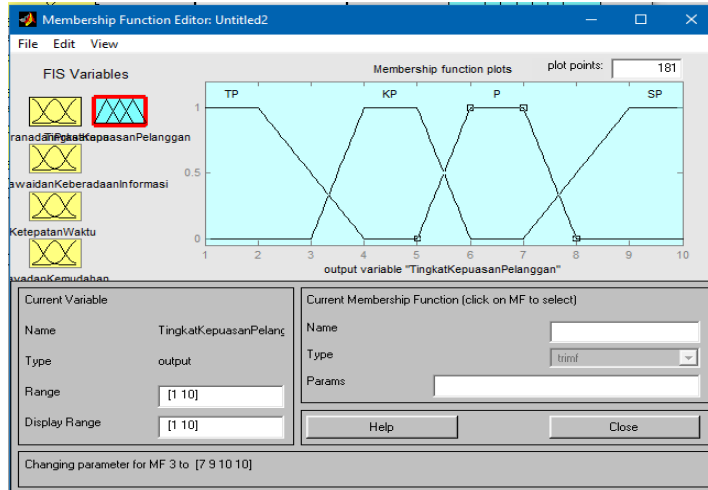 Membership Function Editor: Untitled2
File Edit View
FIS Variables
Membership function plots
plot points: 181
TP KP P SP
1
0.5
0
1 2 3 4 5 6 7 8 9 10
output variable "TingkatKepuasanPelanggan"
awaidanKeberadaanInformasi
KetepatanWaktu
Current Variable
Name TingkatKepuasanPelang
Type output
Range [1 10]
Display Range [1 10]
Current Membership Function (click on MF to select)
Name
Type trimf
Params
Help Close
Changing parameter for MF 3 to [7 9 10 10]